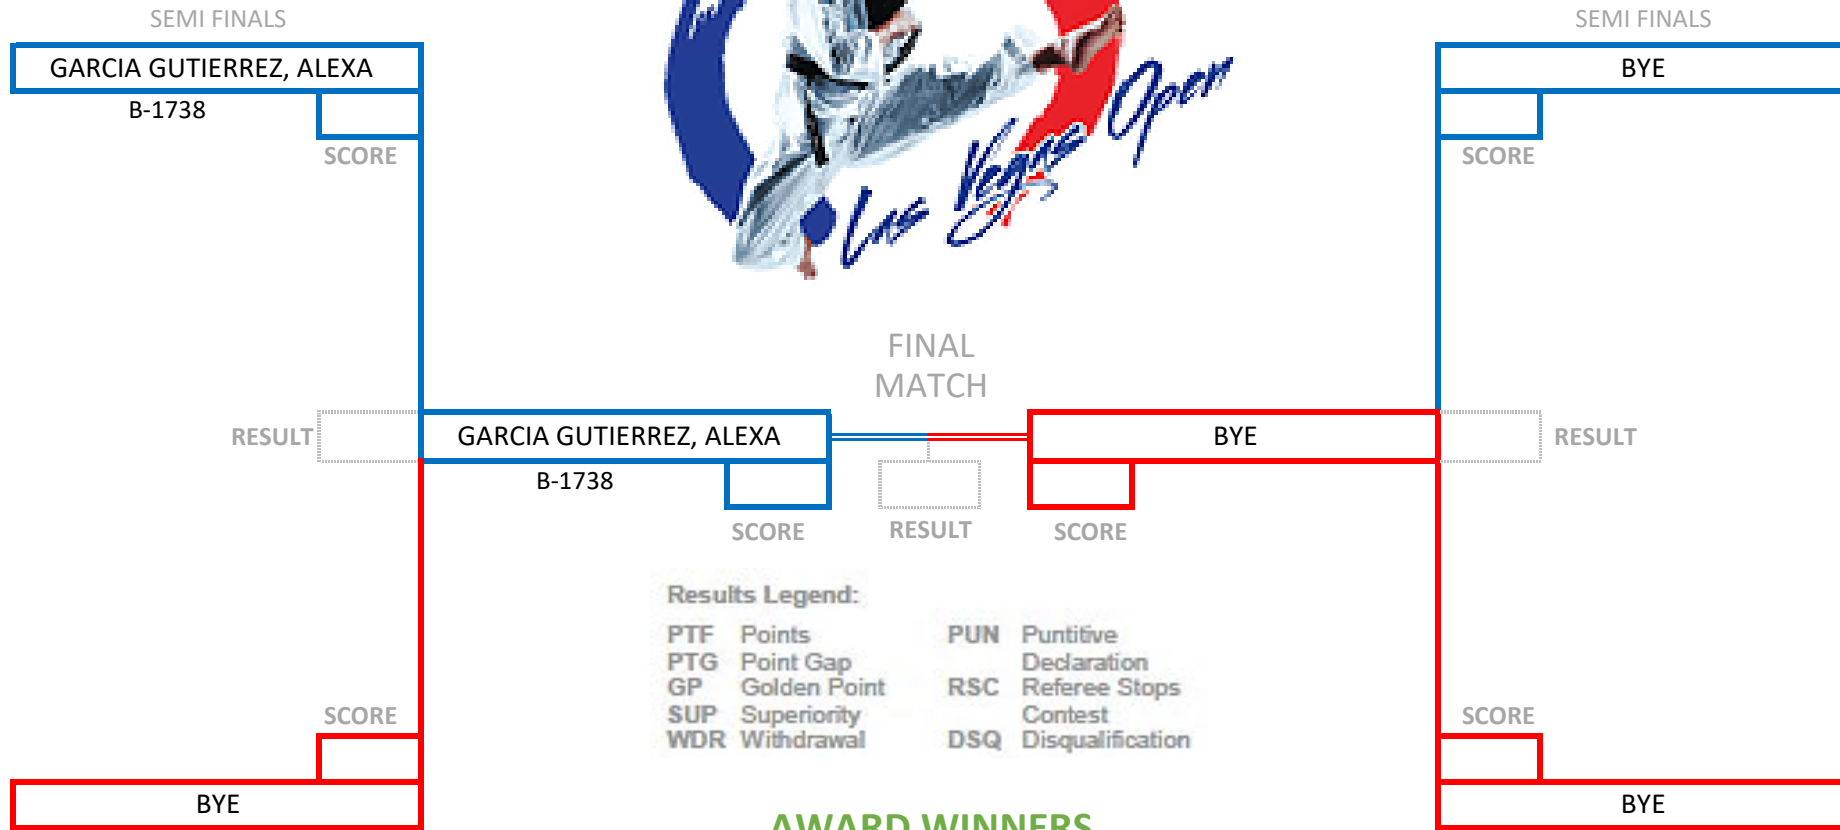 SEMI FINALS
SEMI FINALS
GARCIA GUTIERREZ, ALEXA
BYE
B-1738
SCORE
SCORE
Las Vegas Open
FINAL
MATCH
RESULT
GARCIA GUTIERREZ, ALEXA
BYE
RESULT
B-1738
SCORE
RESULT
SCORE
Results Legend:
PTF Points
PUN Puntitive
PTG Point Gap
Declaration
GP Golden Point
RSC Referee Stops
SUP Superiority
Contest
WDR Withdrawal
DSQ Disqualification
SCORE
SCORE
BYE
BYE
AWARD WINNERS